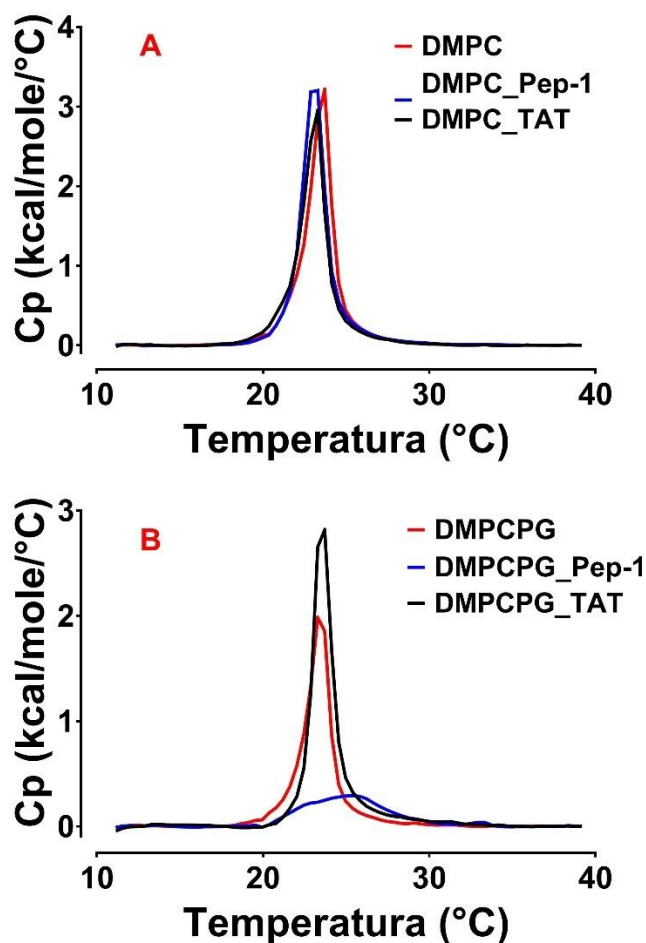 A
DMPC
DMPC_Pep-1
DMPC_TAT
Cp (kcal/mole/°C)
4
3
2
1
0
10 20 30 40
Temperatura (°C)
B
DMPCPG
DMPCPG_Pep-1
DMPCPG_TAT
Cp (kcal/mole/°C)
3
2
1
0
10 20 30 40
Temperatura (°C)